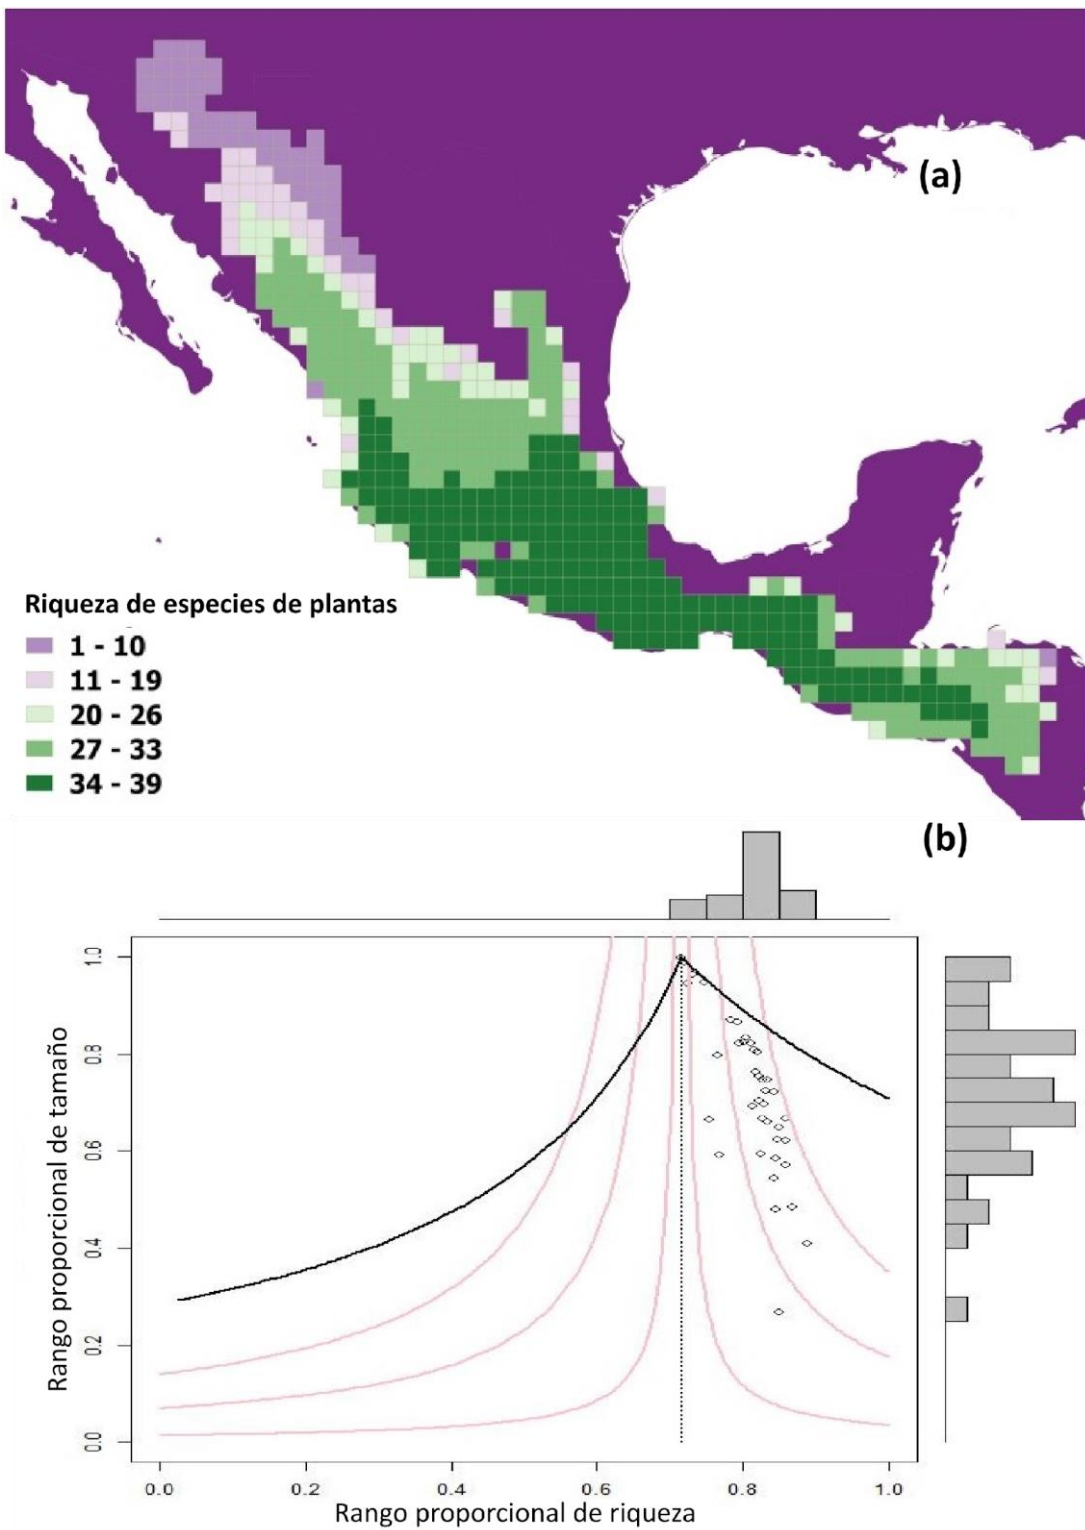 (a)
Riqueza de especies de plantas
1 - 10
11 - 19
20 - 26
27 - 33
34 - 39
(b)
Rango proporcional de tamaño
1.0
0.8
0.6
0.4
0.2
0.0
0.0 0.2 0.4 0.6 0.8 1.0
Rango proporcional de riqueza